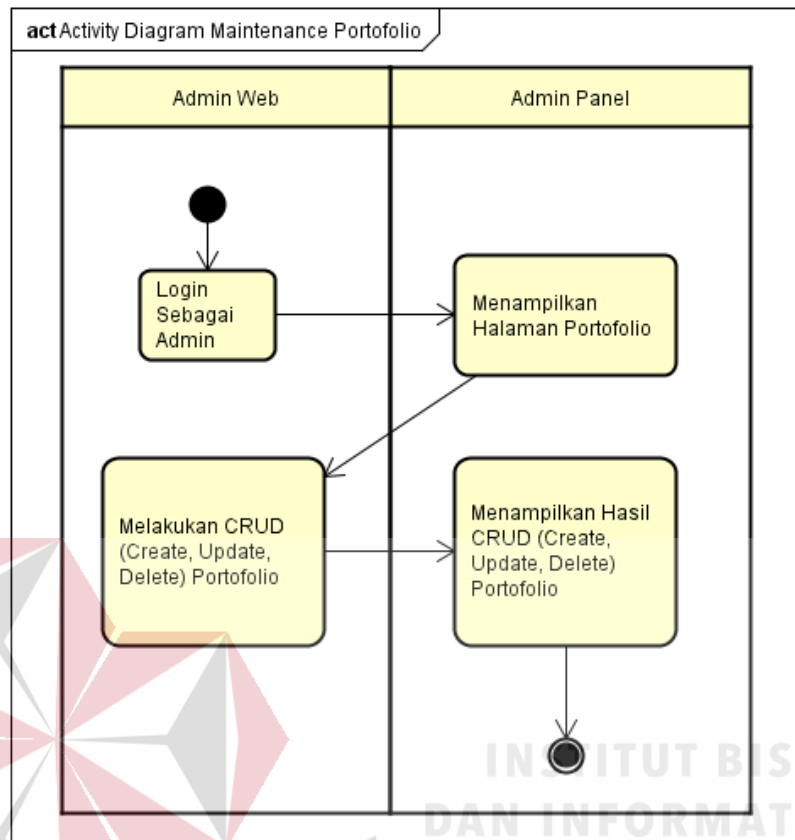 act Activity Diagram Maintenance Portofolio
Admin Web
Admin Panel
Login
Sebagai
Admin
Menampilkan
Halaman Portofolio
Melakukan CRUD
(Create, Update,
Delete) Portofolio
Menampilkan Hasil
CRUD (Create,
Update, Delete)
Portofolio
INSTITUT BIS
DAN INFORMAT